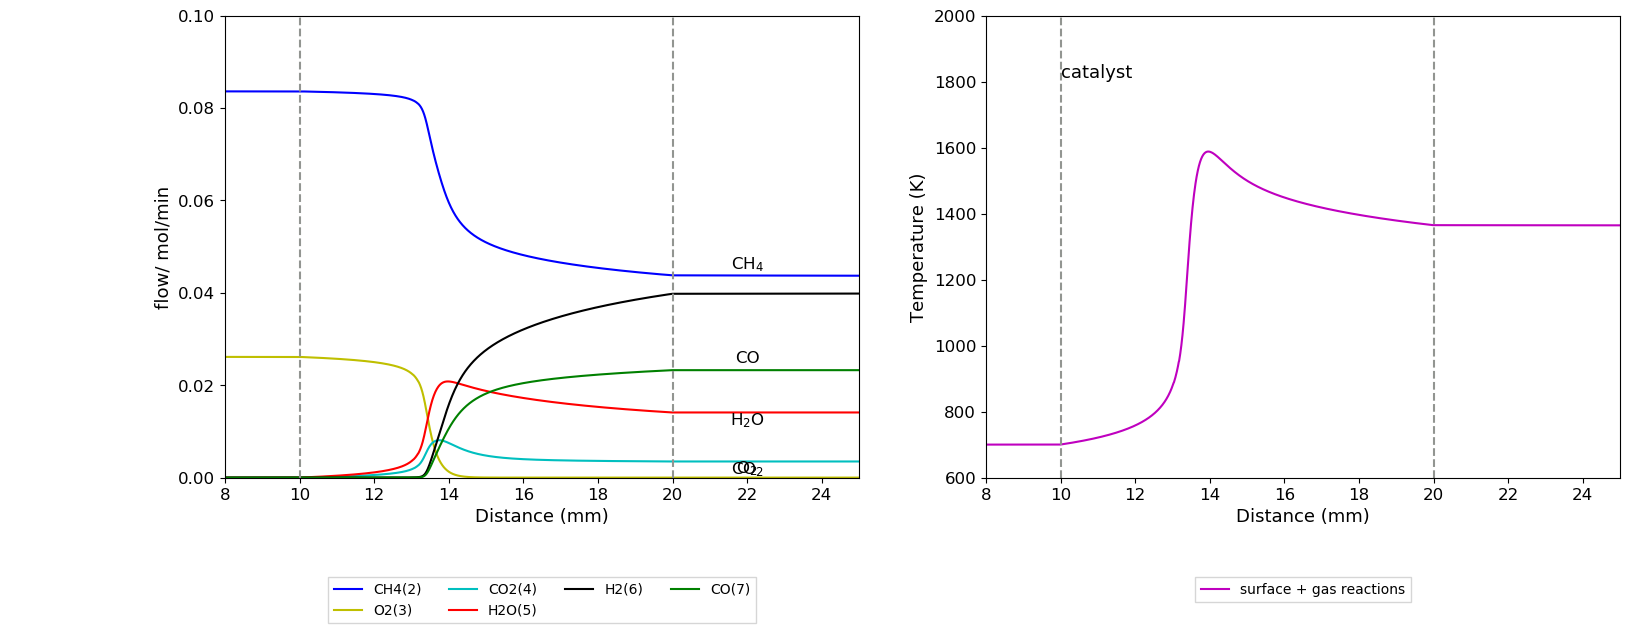 0.10
0.08
0.06
0.04
0.02
0.00
flow/ mol/min
CH4
CO
H2O
CO2
O2
8 10 12 14 16 18 20 22 24
Distance (mm)
CH4(2) CO2(4) H2(6) CO(7)
O2(3) H2O(5)
2000
1800
1600
1400
1200
1000
800
600
Temperature (K)
catalyst
8 10 12 14 16 18 20 22 24
Distance (mm)
surface + gas reactions